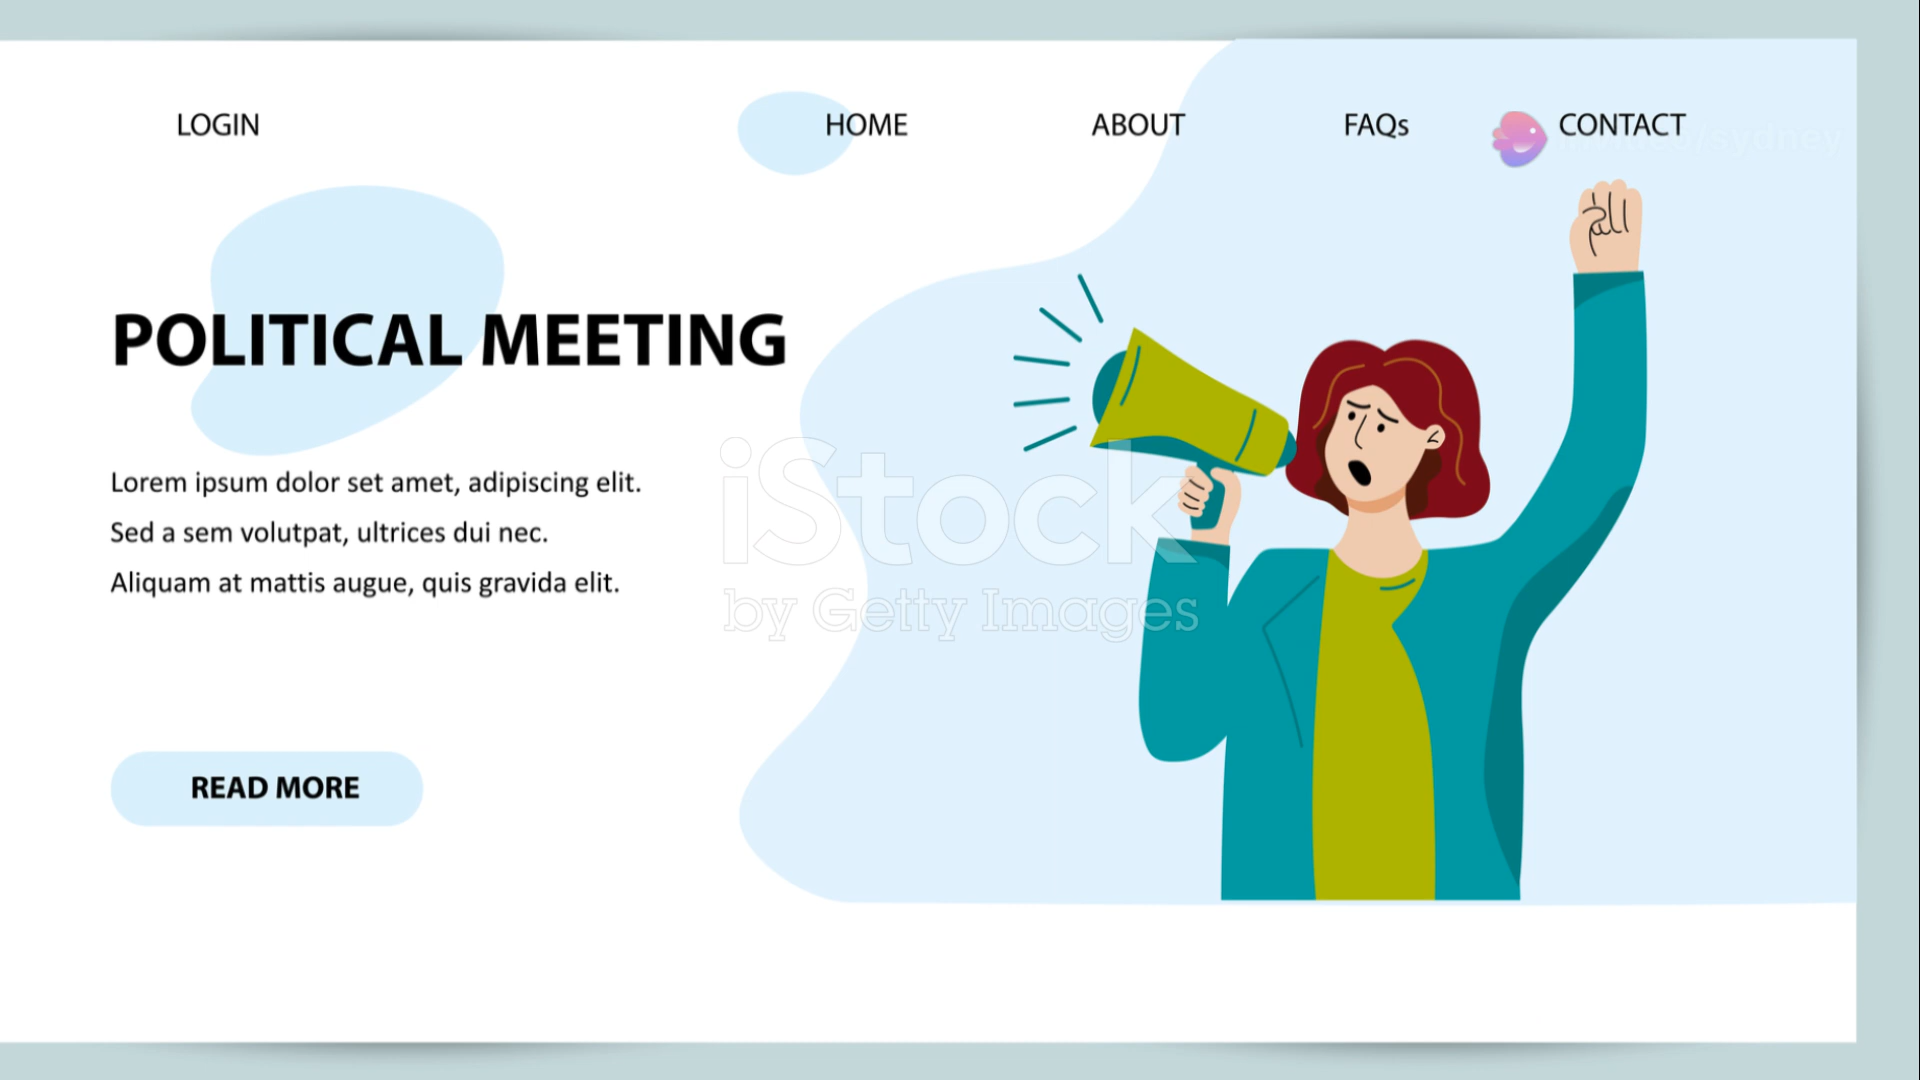 LOGIN HOME ABOUT FAQs CONTACT
/sydney
POLITICAL MEETING
Lorem ipsum dolor set amet, adipiscing elit.
Sed a sem volutpat, ultrices dui nec.
Aliquam at mattis augue, quis gravida elit.
iStock
by Getty Images
READ MORE